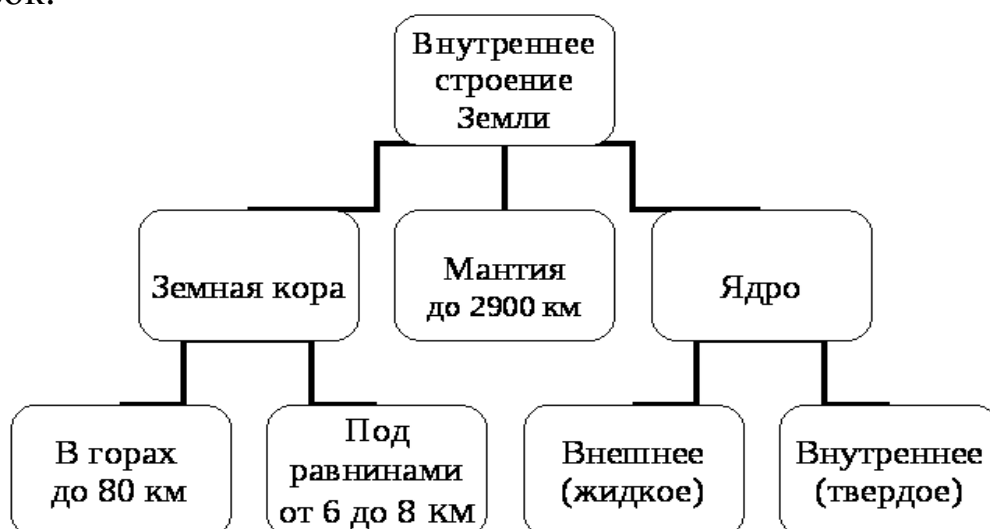 Внутреннее
строение
Земли
Земная кора
Мантия
до 2900 км
Ядро
В горах
до 80 км
Под
равнинами
от 6 до 8 км
Внешнее
(жидкое)
Внутреннее
(твердое)